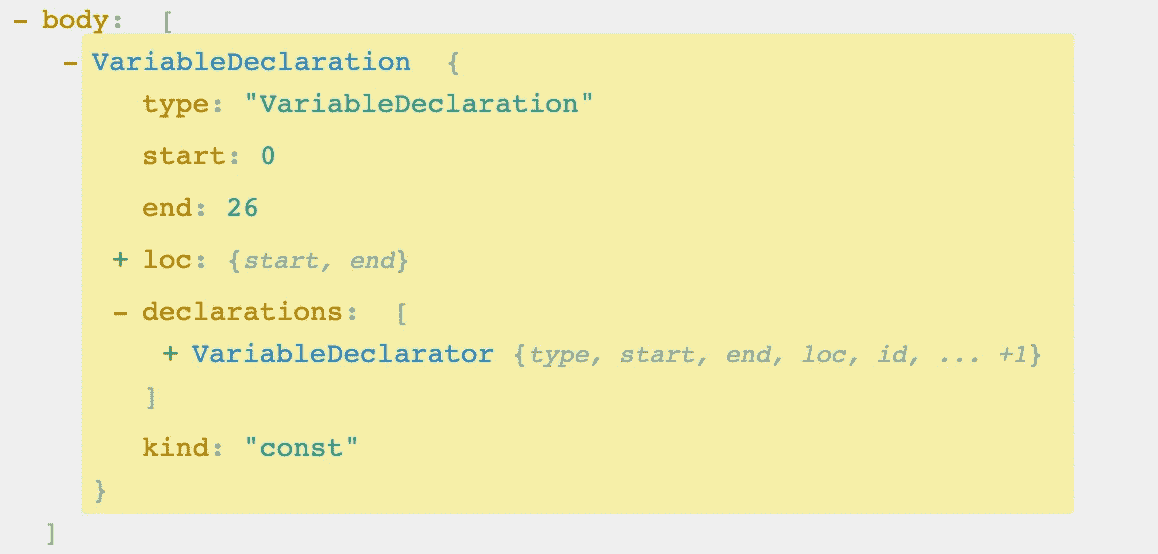 - body: [
- VariableDeclaration {
type: "VariableDeclaration"
start: 0
end: 26
+ loc: {start, end}
- declarations: [
+ VariableDeclarator {type, start, end, loc, id, ... +1}
]
kind: "const"
}
]